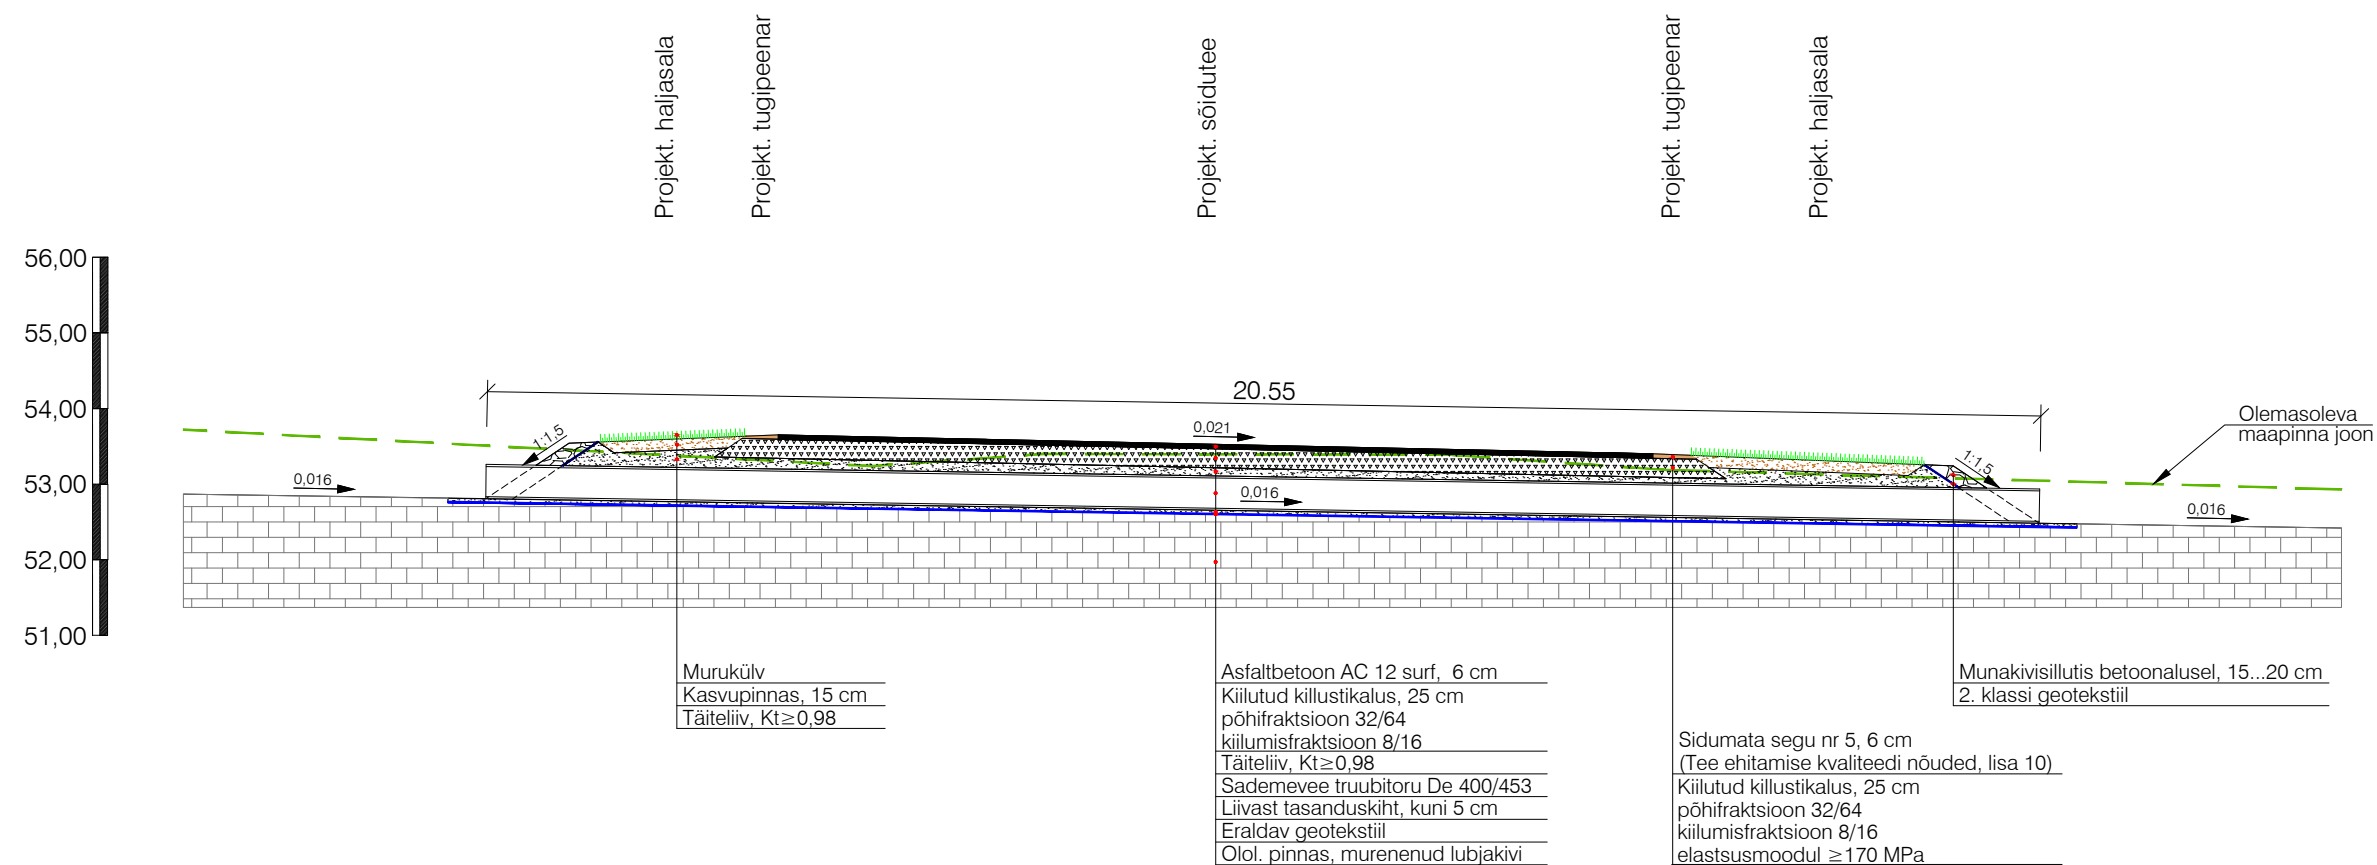 Projekt. haljasala
Projekt. tugipeenar
Projekt. sõidutee
Projekt. tugipeenar
Projekt. haljasala
56,00
55,00
54,00
53,00
52,00
51,00
20.55
1:1,5
0,021
1:1,5
Olemasoleva
maapinna joon
0,016
0,016
0,016
Murukülv
Kasvupinnas, 15 cm
Täiteliiv, Kt≥0,98
Asfaltbetoon AC 12 surf, 6 cm
Kiilutud killustikalus, 25 cm
põhifraktsioon 32/64
kiilumisfraktsioon 8/16
Täiteliiv, Kt≥0,98
Sademevee truubitoru De 400/453
Liivast tasanduskiht, kuni 5 cm
Eraldav geotekstiil
Olol. pinnas, murenenud lubjakivi
Sidumata segu nr 5, 6 cm
(Tee ehitamise kvaliteedi nõuded, lisa 10)
Kiilutud killustikalus, 25 cm
põhifraktsioon 32/64
kiilumisfraktsioon 8/16
elastsusmoodul ≥170 MPa
Munakivisillutis betoonalusel, 15...20 cm
2. klassi geotekstiil